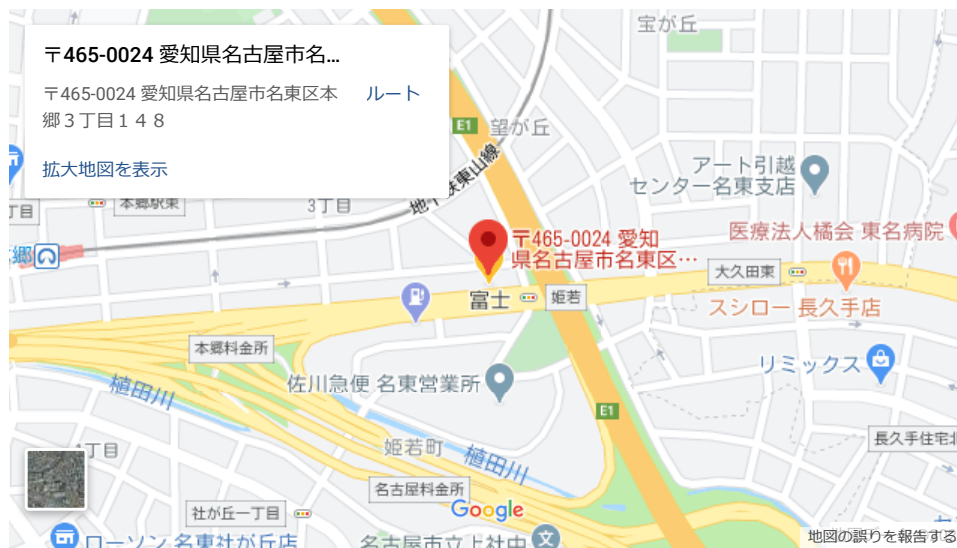 〒465-0024 愛知県名古屋市名...
〒465-0024 愛知県名古屋市名東区本
郷３丁目１４８
ルート
拡大地図を表示
宝が丘
E1
望が丘
地下鉄東山線
アート引越
センター名東支店
丁目
本郷駅東
3丁目
郷
〒465-0024 愛知
県名古屋市名東区…
医療法人橘会 東名病院
大久田東
富士
姫若
スシロー 長久手店
本郷料金所
リミックス
植田川
佐川急便 名東営業所
E1
姫若町
植田川
長久手住宅北
丁目
名古屋料金所
社が丘一丁目
Google
ローソン 名東社が丘店
名古屋市立上社中
地図の誤りを報告する